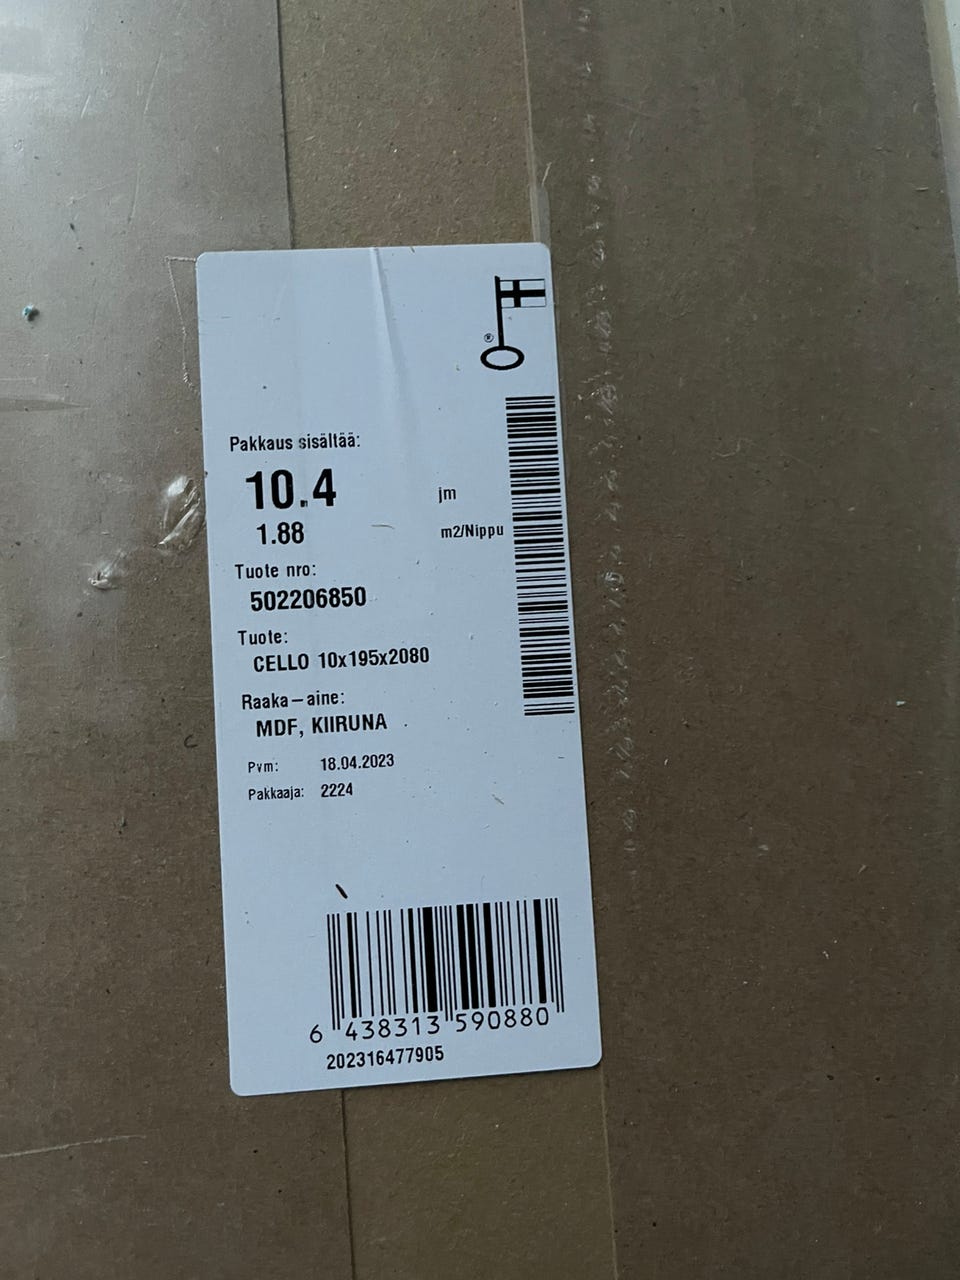 ®
Pakkaus sisältää:
10.4 jm
1.88 m2/Nippu
Tuote nro:
502206850
Tuote:
CELLO 10x195x2080
Raaka-aine:
MDF, KIIRUNA
Pvm: 18.04.2023
Pakkaaja: 2224
6 438313 590880
202316477905